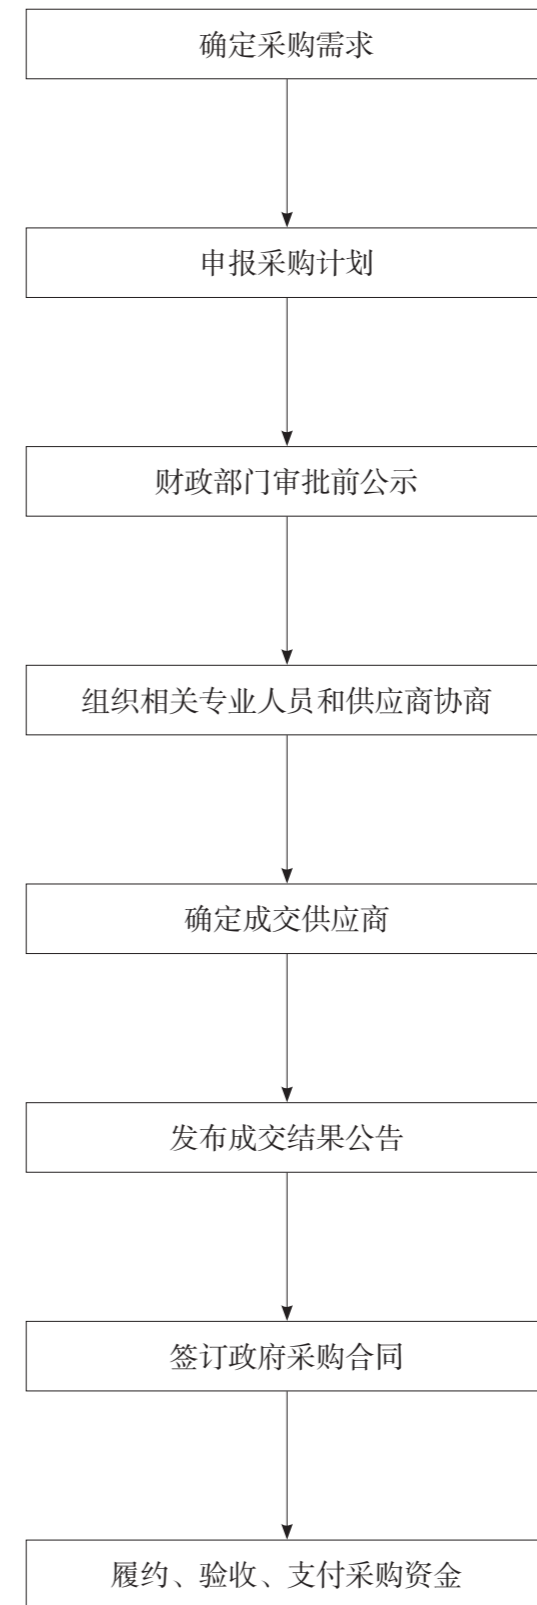 确定采购需求
申报采购计划
财政部门审批前公示
组织相关专业人员和供应商协商
确定成交供应商
发布成交结果公告
签订政府采购合同
履约、验收、支付采购资金